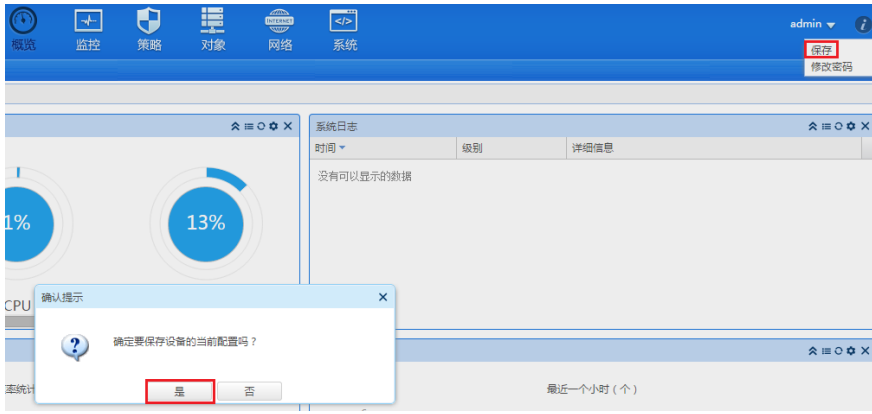 INTERNET
</>
概览 监控 策略 对象 网络 系统
admin
i
保存
修改密码
系统日志
时间 级别 详细信息
没有可以显示的数据
1%
13%
CPU
确认提示
确定要保存设备的当前配置吗？
是 否
率统计
最近一个小时（个）